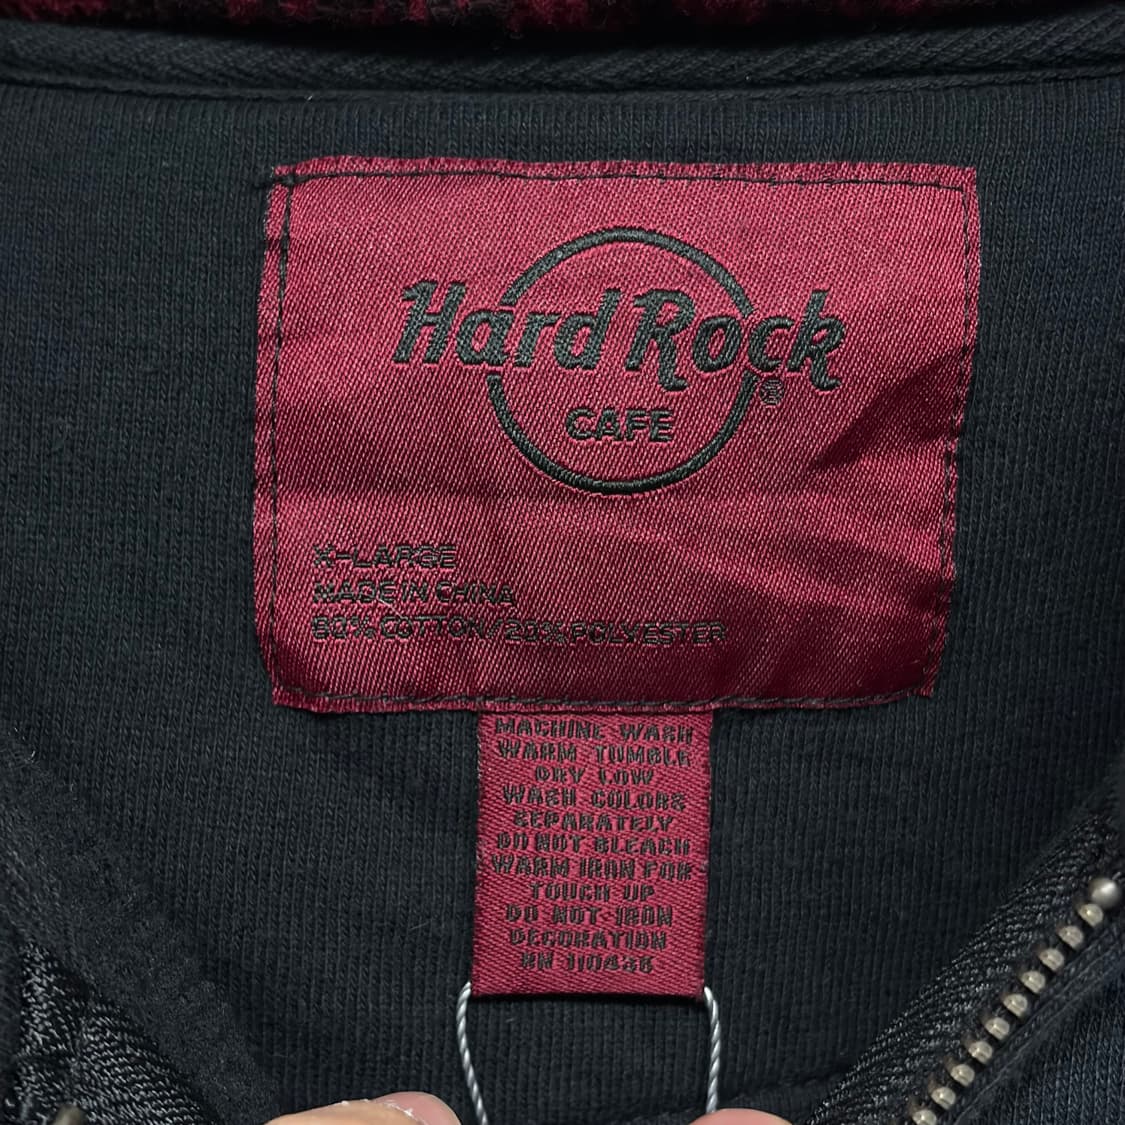 Hard Rock
®
CAFE
X-LARGE
MADE IN CHINA
80% COTTON/20% POLYESTER
MACHINE WASH
WARM TUMBLE
DRY LOW
WASH COLORS
SEPARATELY
DO NOT BLEACH
WARM IRON FOR
TOUCH UP
DO NOT IRON
DECORATION
RN 110436